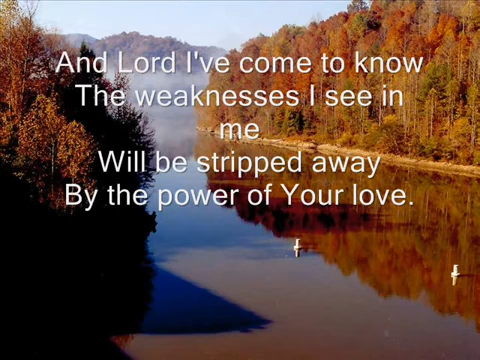 And Lord I've come to know
The weaknesses I see in
me
Will be stripped away
By the power of Your love.